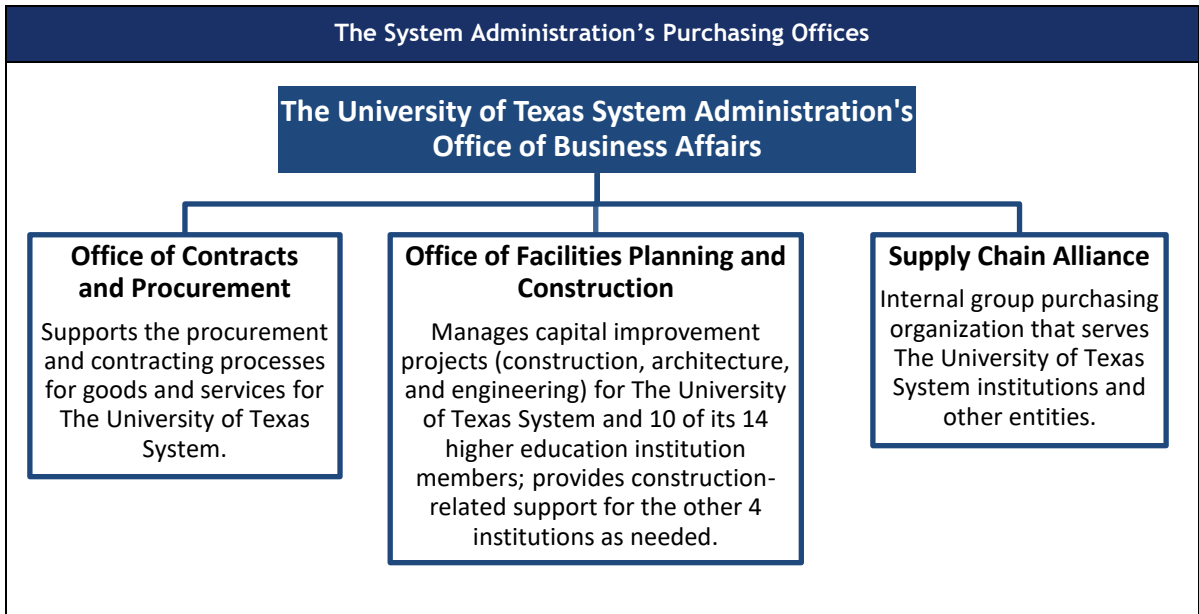 The System Administration's Purchasing Offices
The University of Texas System Administration's
Office of Business Affairs
Office of Contracts
and Procurement
Supports the procurement
and contracting processes
for goods and services for
The University of Texas
System.
Office of Facilities Planning and
Construction
Manages capital improvement
projects (construction, architecture,
and engineering) for The University
of Texas System and 10 of its 14
higher education institution
members; provides construction-
related support for the other 4
institutions as needed.
Supply Chain Alliance
Internal group purchasing
organization that serves
The University of Texas
System institutions and
other entities.